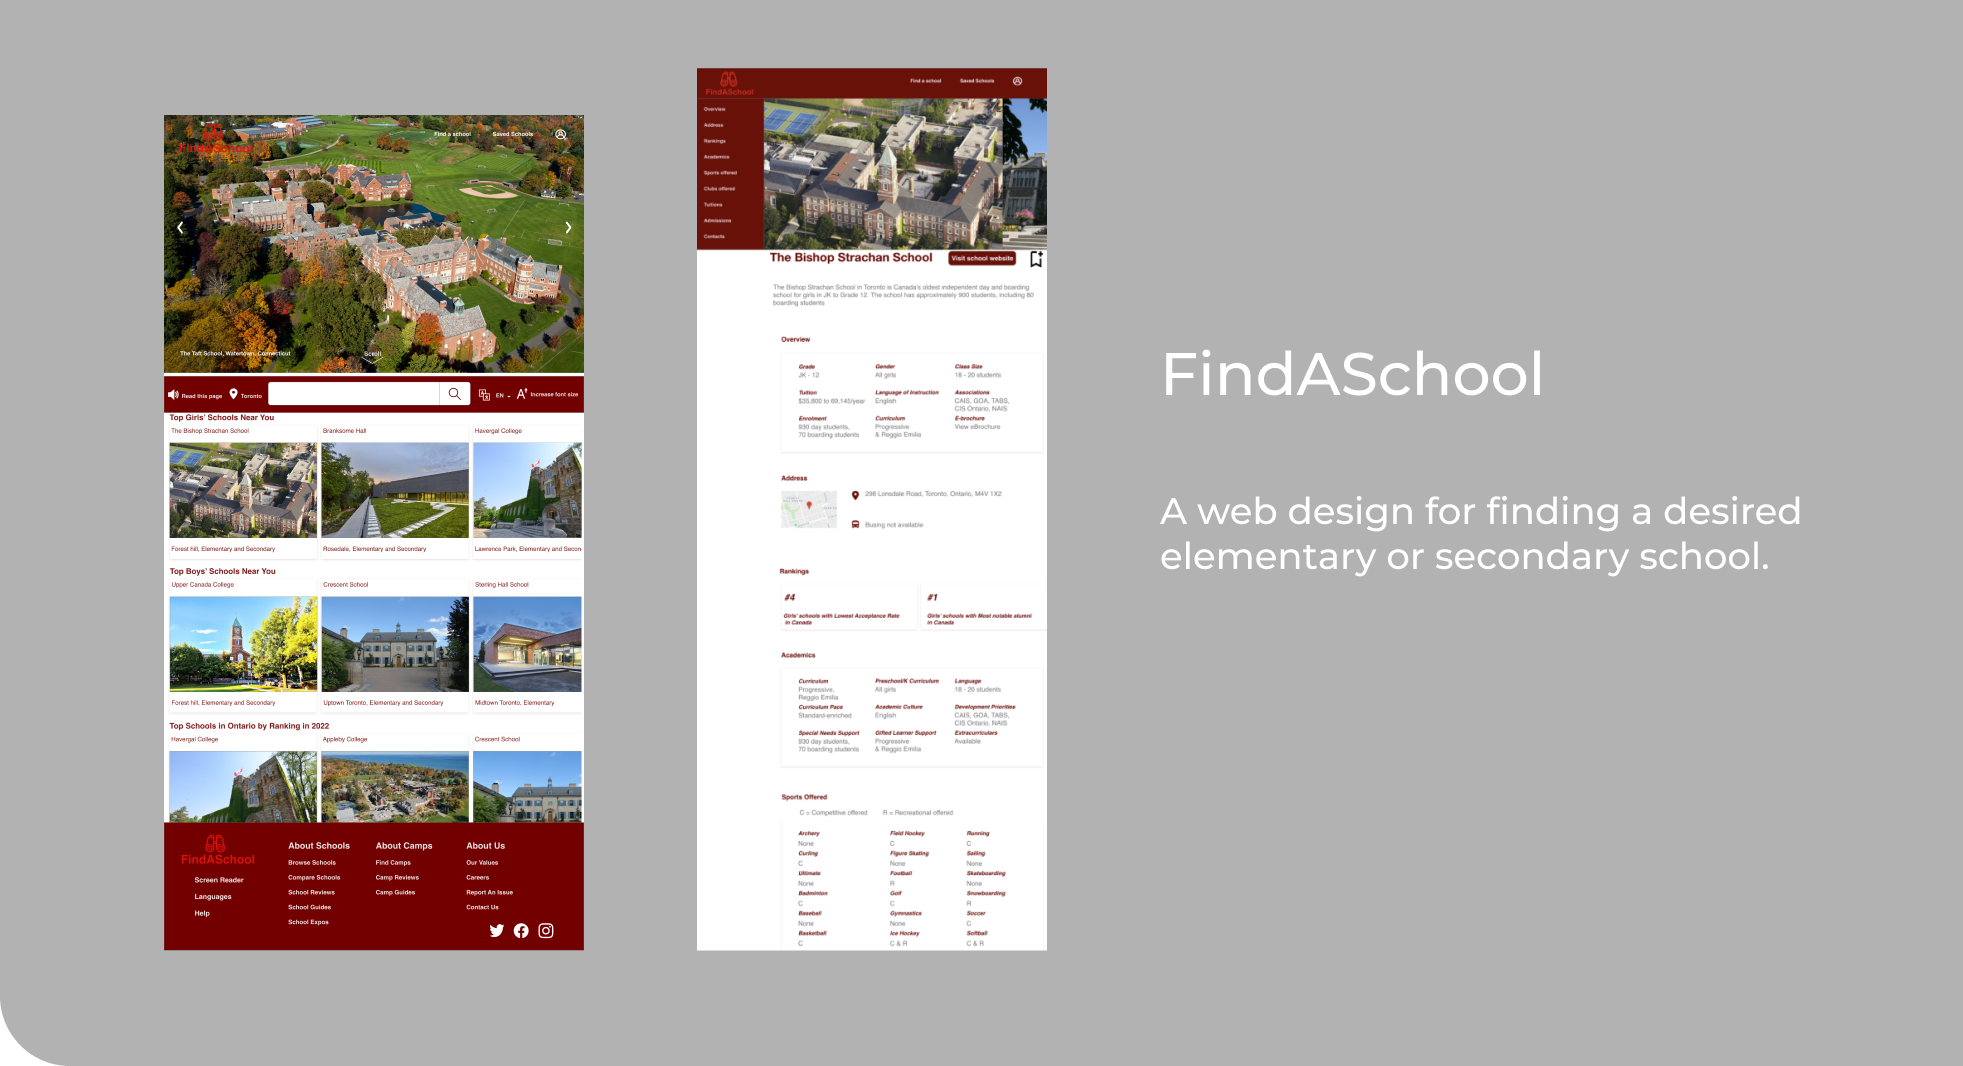 FindASchool
Find a school
Saved Schools
The Taft School, Watertown, Connecticut
Scroll
Read this page
Toronto
EN
Increase font size
Top Girls' Schools Near You
The Bishop Strachan School
Branksome Hall
Havergal College
Forest hill, Elementary and Secondary
Rosedale, Elementary and Secondary
Lawrence Park, Elementary and Secon
Top Boys' Schools Near You
Upper Canada College
Crescent School
Sterling Hall School
Forest hill, Elementary and Secondary
Uptown Toronto, Elementary and Secondary
Midtown Toronto, Elementary
Top Schools in Ontario by Ranking in 2022
Havergal College
Appleby College
Crescent School
FindASchool
Screen Reader
Languages
Help
About Schools
Browse Schools
Compare Schools
School Reviews
School Guides
School Expos
About Camps
Find Camps
Camp Reviews
Camp Guides
About Us
Our Values
Careers
Report An Issue
Contact Us
FindASchool
Find a school
Saved Schools
Overview
Address
Rankings
Academics
Sports offered
Clubs offered
Tuitions
Admissions
Contacts
The Bishop Strachan School
Visit school website
The Bishop Strachan School in Toronto is Canada's oldest independent day and boarding
school for girls in JK to Grade 12. The school has approximately 900 students, including 80
boarding students
Overview
Grade
JK - 12
Gender
All girls
Class Size
18 - 20 students
Tuition
$35,800 to 69,145/year
Language of Instruction
English
Associations
CAIS, GOA, TABS,
CIS Ontario, NAIS
Enrolment
930 day students,
70 boarding students
Curriculum
Progressive
& Reggio Emilia
E-brochure
View eBrochure
Address
298 Lonsdale Road, Toronto, Ontario, M4V 1X2
Busing not available
Rankings
#4
Girls' schools with Lowest Acceptance Rate
in Canada
#1
Girls' schools with Most notable alumni
in Canada
Academics
Curriculum
Progressive,
Reggio Emilia
Preschool/K Curriculum
All girls
Language
18 - 20 students
Curriculum Pace
Standard-enriched
Academic Culture
English
Development Priorities
CAIS, GOA, TABS,
CIS Ontario, NAIS
Special Needs Support
930 day students,
70 boarding students
Gifted Learner Support
Progressive
& Reggio Emilia
Extracurriculars
Available
Sports Offered
C = Competitive offered
R = Recreational offered
Archery
None
Field Hockey
C
Running
C
Curling
C
Figure Skating
None
Sailing
None
Ultimate
None
Football
R
Skateboarding
None
Badminton
C
Golf
C
Snowboarding
R
Baseball
None
Gymnastics
None
Soccer
C
Basketball
C
Ice Hockey
C & R
Softball
C & R
FindASchool
A web design for finding a desired
elementary or secondary school.